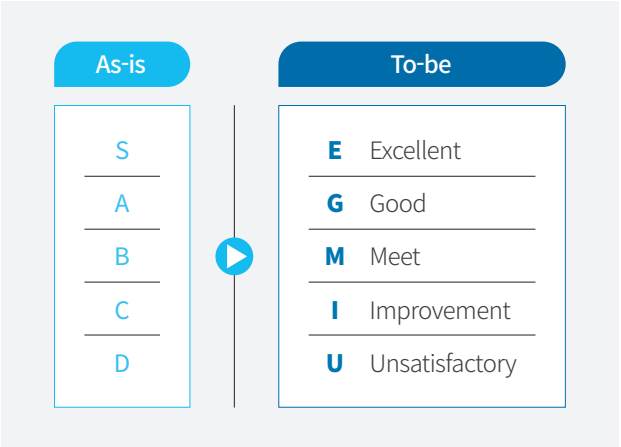 As-is
To-be
S
A
B
C
D
E Excellent
G Good
M Meet
I Improvement
U Unsatisfactory